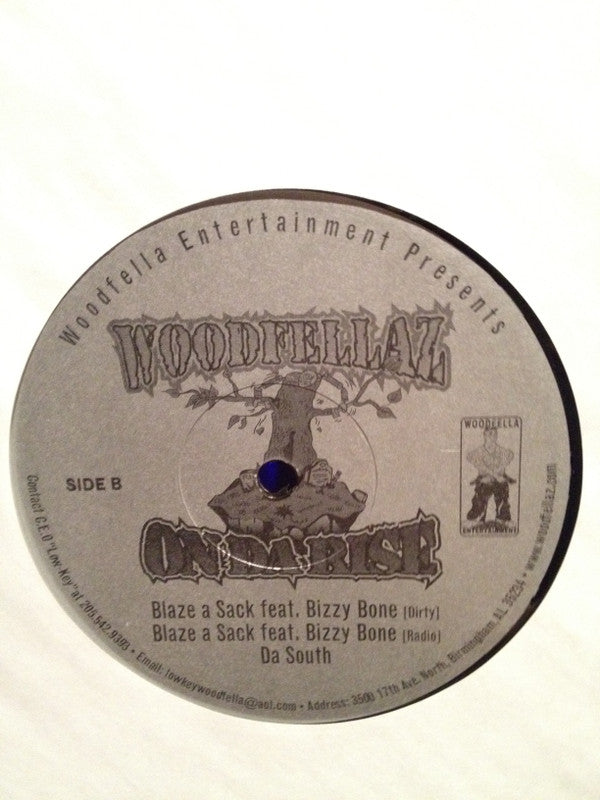 Woodfella Entertainment Presents
WOODFELLAZ
WOODFELLA
ENTERTAINMENT
SIDE B
ON DA RISE
Blaze a Sack feat. Bizzy Bone [Dirty]
Blaze a Sack feat. Bizzy Bone [Radio]
Da South
Contact C.E.O "Low-Key" at 205.542.9303 • Email: lowkeywoodfella@aol.com • Address: 3500 17th Ave. North, Birmingham, AL 35234 • www.woodfellaz.com